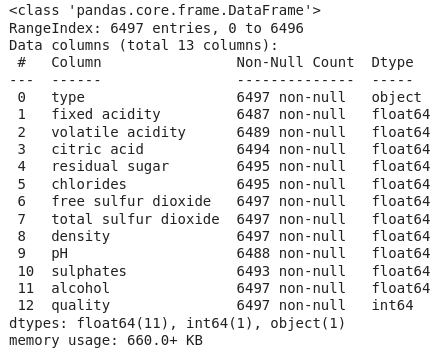 <class 'pandas.core.frame.DataFrame'>
RangeIndex: 6497 entries, 0 to 6496
Data columns (total 13 columns):
 #   Column                Non-Null Count  Dtype
---  ------                --------------  -----
 0   type                  6497 non-null   object
 1   fixed acidity         6487 non-null   float64
 2   volatile acidity      6489 non-null   float64
 3   citric acid           6494 non-null   float64
 4   residual sugar        6495 non-null   float64
 5   chlorides             6495 non-null   float64
 6   free sulfur dioxide   6497 non-null   float64
 7   total sulfur dioxide  6497 non-null   float64
 8   density               6497 non-null   float64
 9   pH                    6488 non-null   float64
 10  sulphates             6493 non-null   float64
 11  alcohol               6497 non-null   float64
 12  quality               6497 non-null   int64
dtypes: float64(11), int64(1), object(1)
memory usage: 660.0+ KB